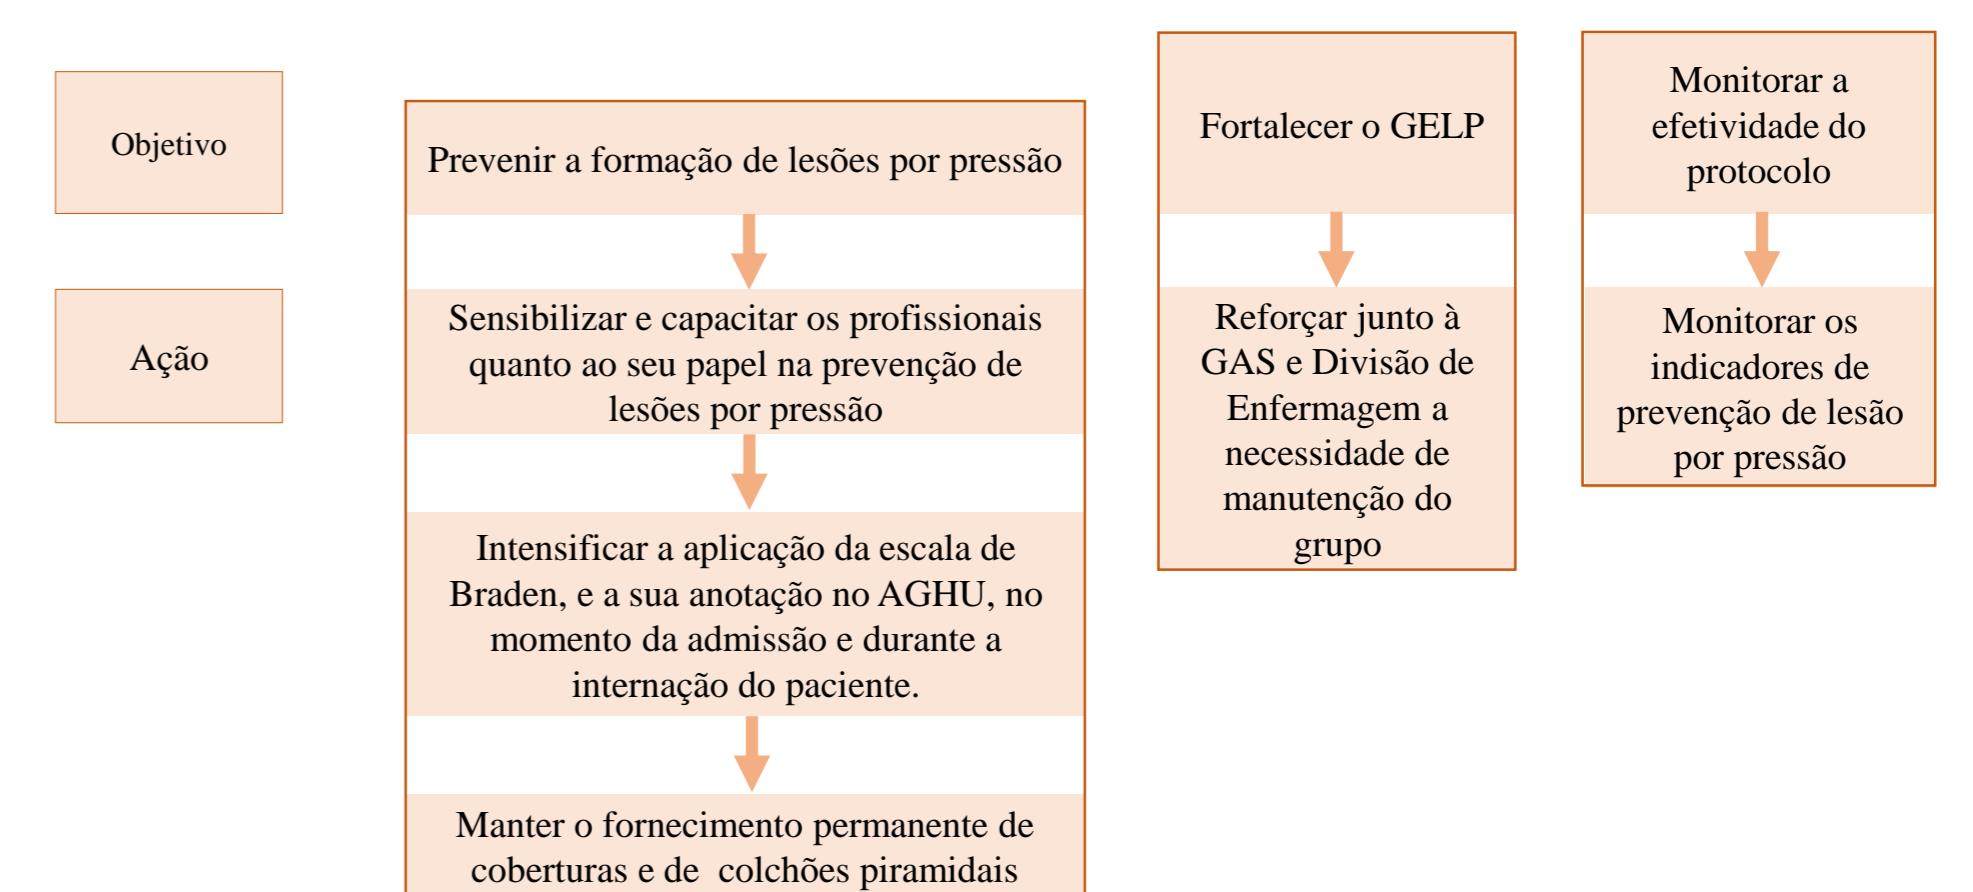 Objetivo
Ação
Prevenir a formação de lesões por pressão
Sensibilizar e capacitar os profissionais
quanto ao seu papel na prevenção de
lesões por pressão
Intensificar a aplicação da escala de
Braden, e a sua anotação no AGHU, no
momento da admissão e durante a
internação do paciente.
Manter o fornecimento permanente de
coberturas e de colchões piramidais
Fortalecer o GELP
Reforçar junto à
GAS e Divisão de
Enfermagem a
necessidade de
manutenção do
grupo
Monitorar a
efetividade do
protocolo
Monitorar os
indicadores de
prevenção de lesão
por pressão